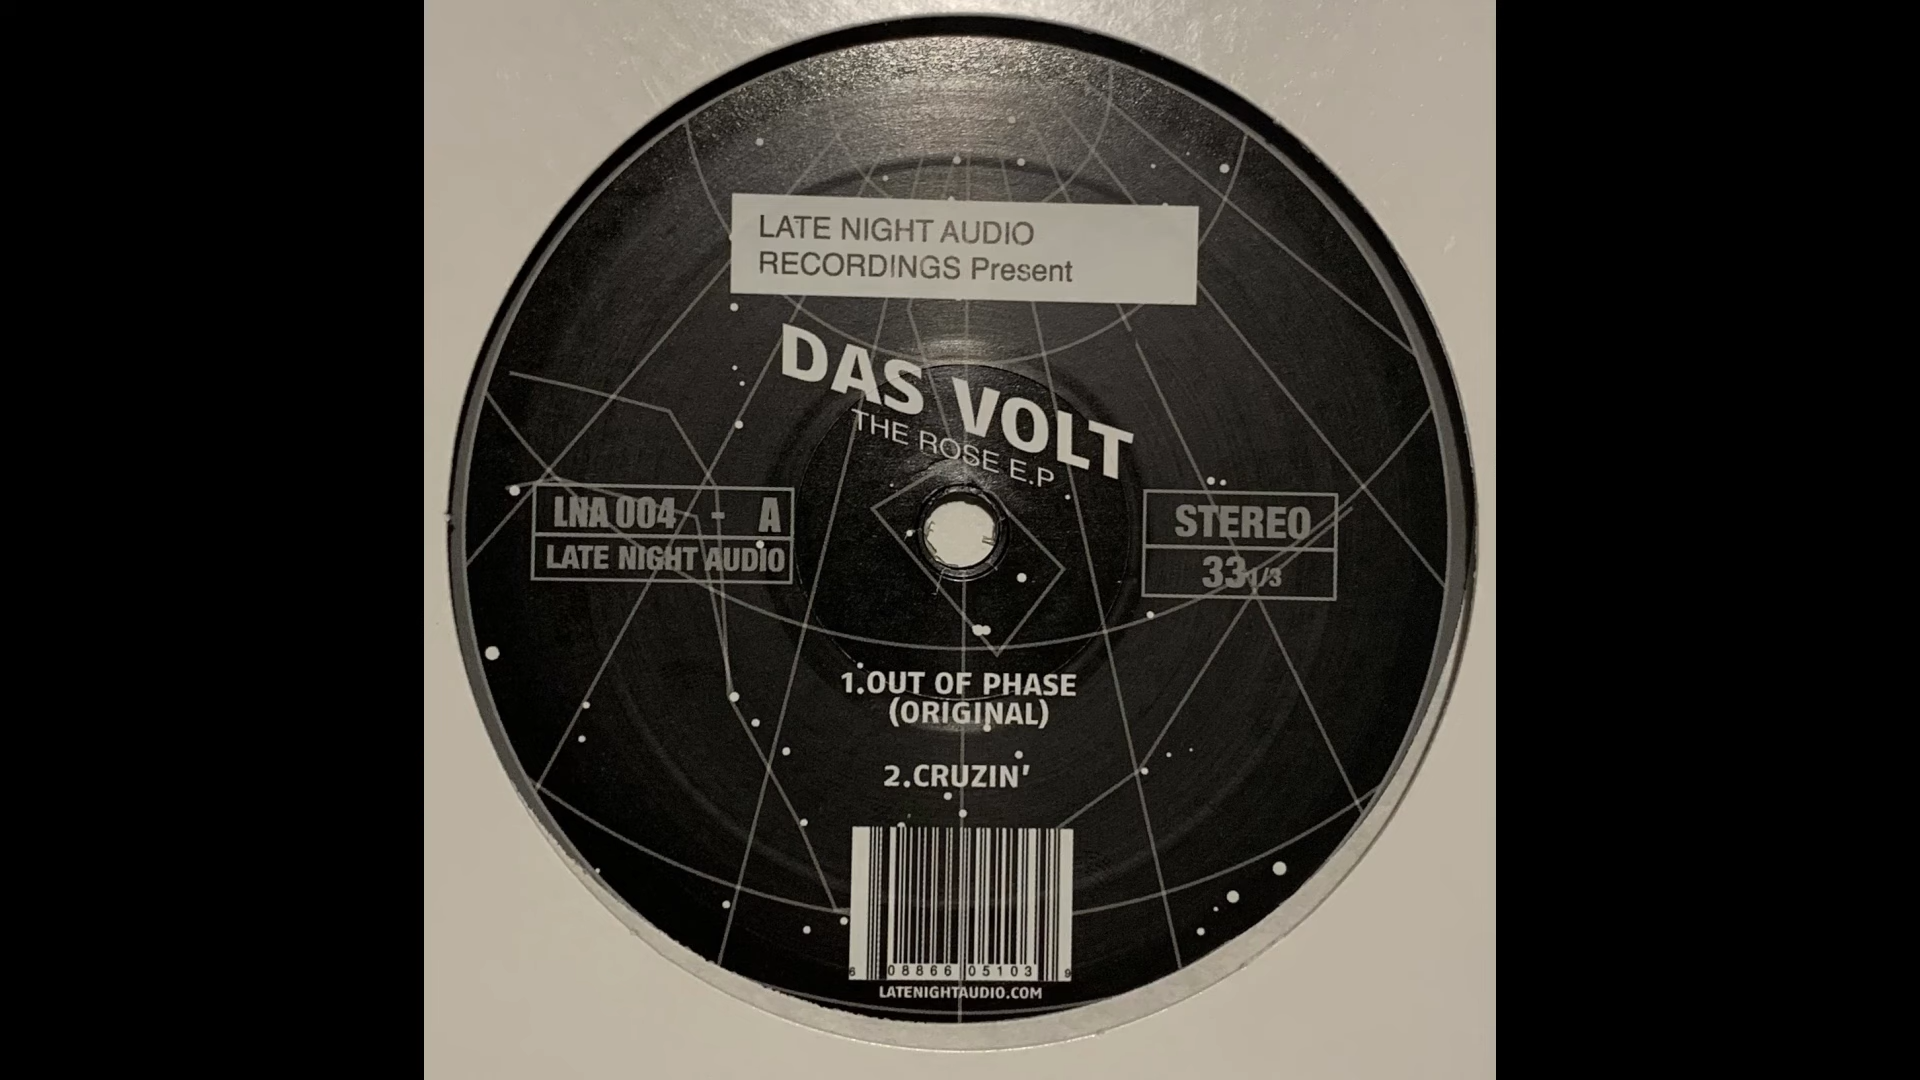 LATE NIGHT AUDIO
RECORDINGS Present
DAS VOLT
THE ROSE E.P
LNA 004 - A
LATE NIGHT AUDIO
STEREO
33 1/3
1.OUT OF PHASE
(ORIGINAL)
2.CRUZIN'
6 08866 05103 9
LATENIGHTAUDIO.COM